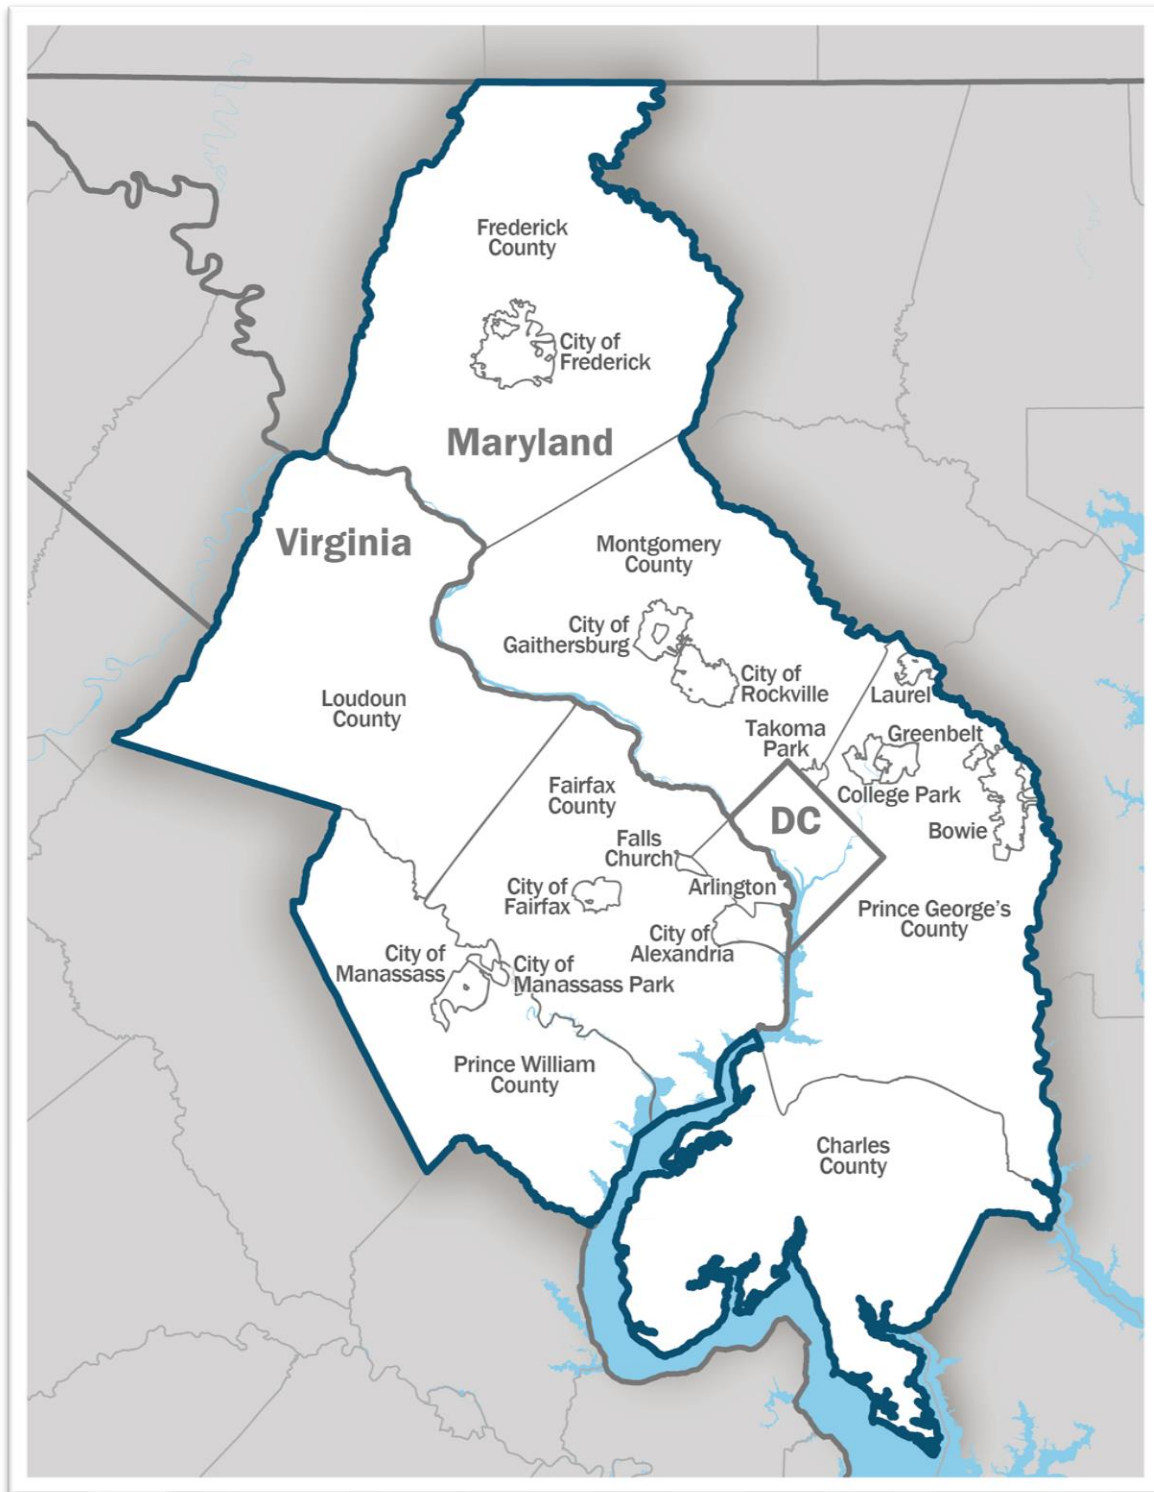 Frederick
County
City of
Frederick
Maryland
Virginia
Montgomery
County
City of
Gaithersburg
City of
Rockville
Laurel
Loudoun
County
Takoma
Park
Greenbelt
Fairfax
County
College Park
DC
Bowie
Falls
Church
Arlington
City of
Fairfax
Prince George's
County
City of
Alexandria
City of
Manassass
City of
Manassass Park
Prince William
County
Charles
County